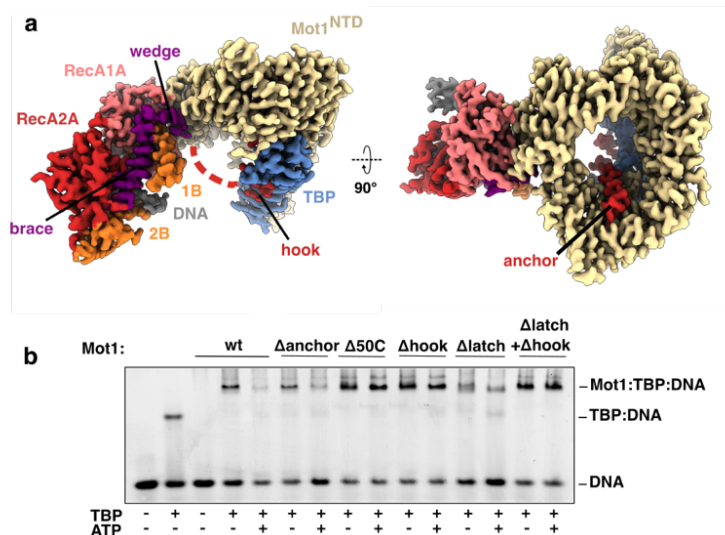 a
wedge
Mot1NTD
RecA1A
RecA2A
1B
DNA
TBP
brace
2B
hook
90°
anchor
b
Mot1:
wt Δanchor Δ50C Δhook Δlatch Δlatch
+Δhook
Mot1:TBP:DNA
TBP:DNA
DNA
TBP - + - + + + + + + + + + + + +
ATP - - - - + - + - + - + - + - +